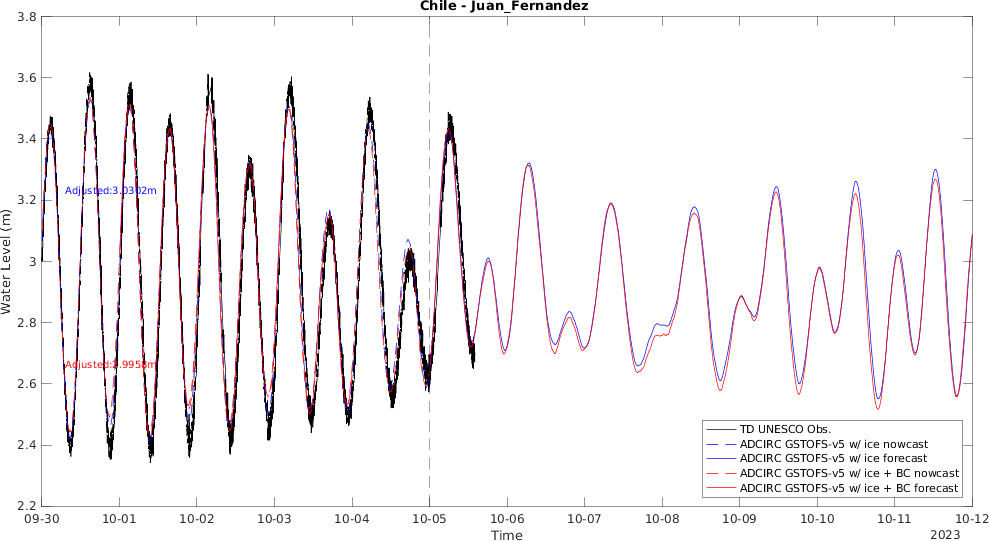 Chile - Juan_Fernandez
3.8
3.6
3.4
3.2
3
2.8
2.6
2.4
2.2
Water Level (m)
Adjusted:3.0302m
Adjusted:2.9958m
TD UNESCO Obs.
ADCIRC GSTOFS-v5 w/ ice nowcast
ADCIRC GSTOFS-v5 w/ ice forecast
ADCIRC GSTOFS-v5 w/ ice + BC nowcast
ADCIRC GSTOFS-v5 w/ ice + BC forecast
09-30 10-01 10-02 10-03 10-04 10-05 10-06 10-07 10-08 10-09 10-10 10-11 10-12
Time
2023